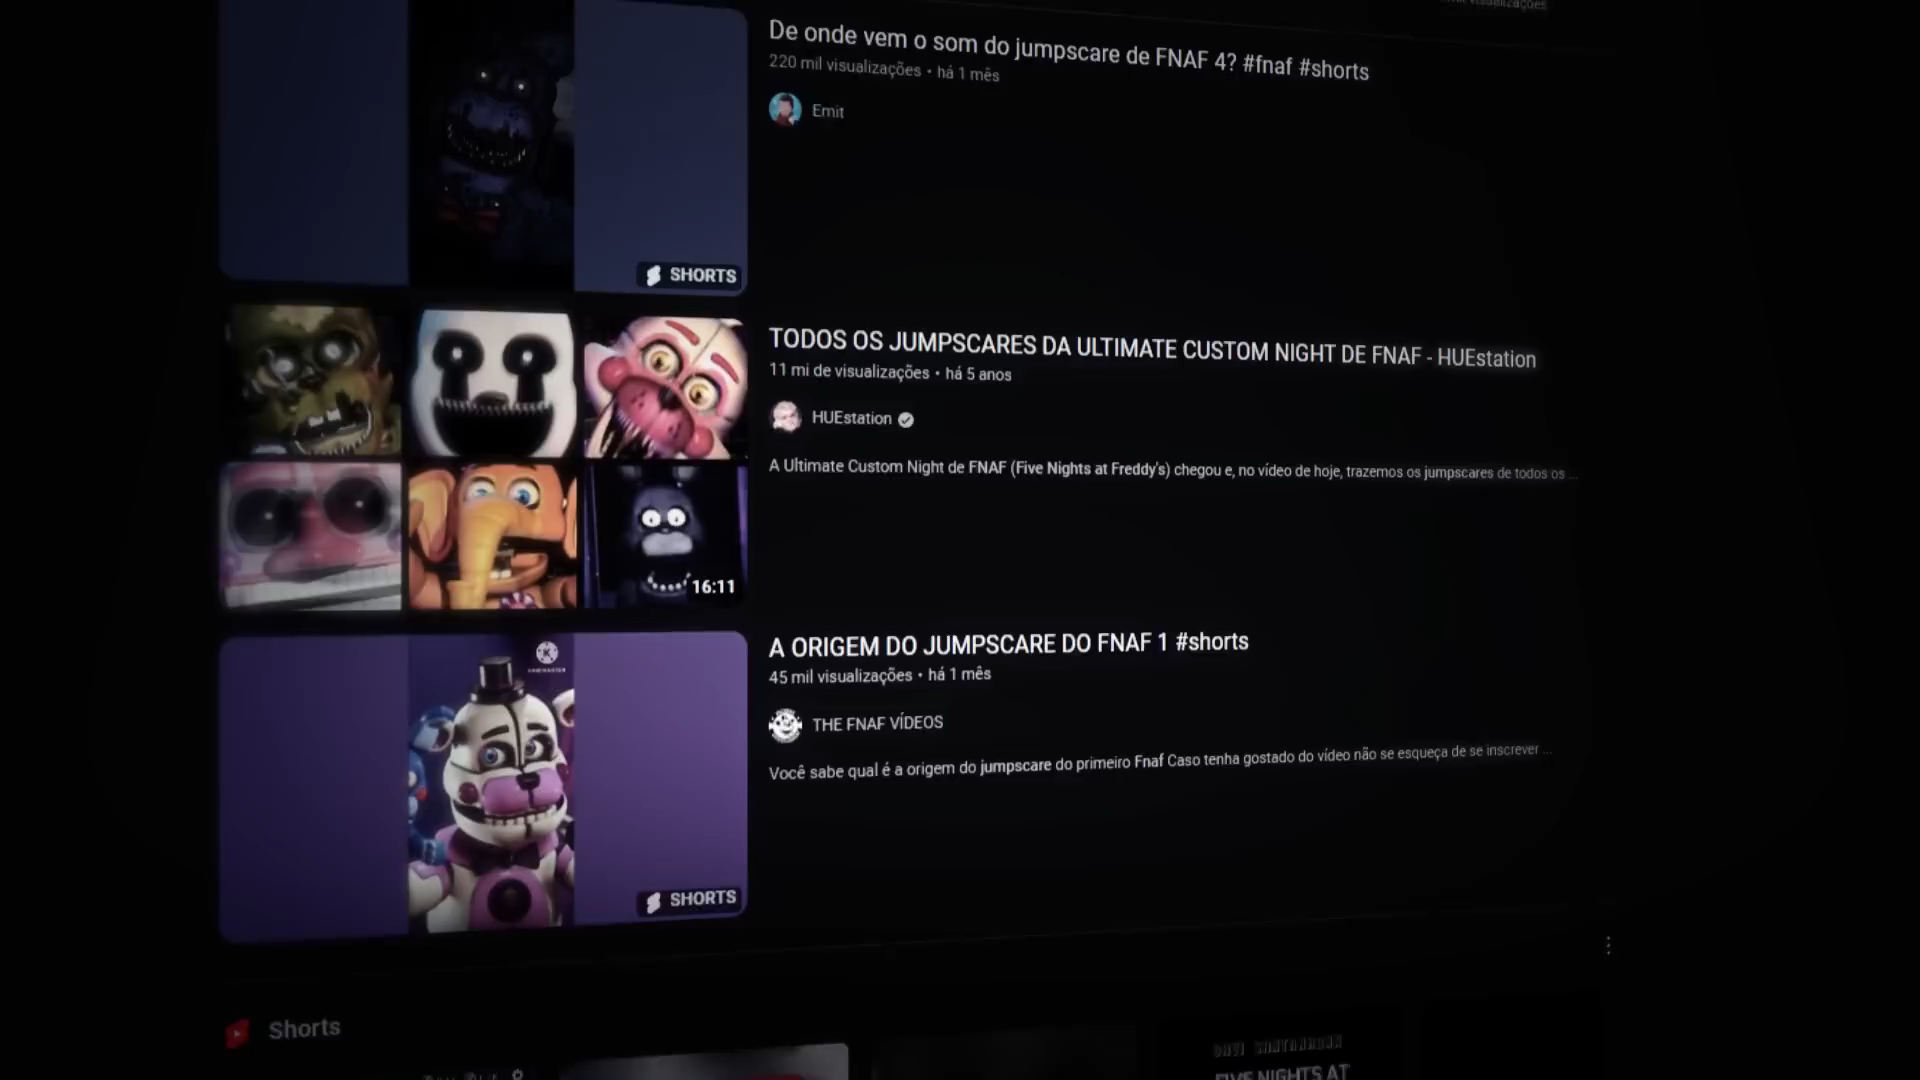 visualizações
De onde vem o som do jumpscare de FNAF 4? #fnaf #shorts
220 mil visualizações • há 1 mês
Emit
SHORTS
TODOS OS JUMPSCARES DA ULTIMATE CUSTOM NIGHT DE FNAF - HUEstation
11 mi de visualizações • há 5 anos
HUEstation
A Ultimate Custom Night de FNAF (Five Nights at Freddy's) chegou e, no vídeo de hoje, trazemos os jumpscares de todos os ...
16:11
A ORIGEM DO JUMPSCARE DO FNAF 1 #shorts
45 mil visualizações • há 1 mês
THE FNAF VÍDEOS
Você sabe qual é a origem do jumpscare do primeiro Fnaf Caso tenha gostado do vídeo não se esqueça de se inscrever ...
K
KINEMASTER
SHORTS
Shorts
FIVE NIGHTS AT